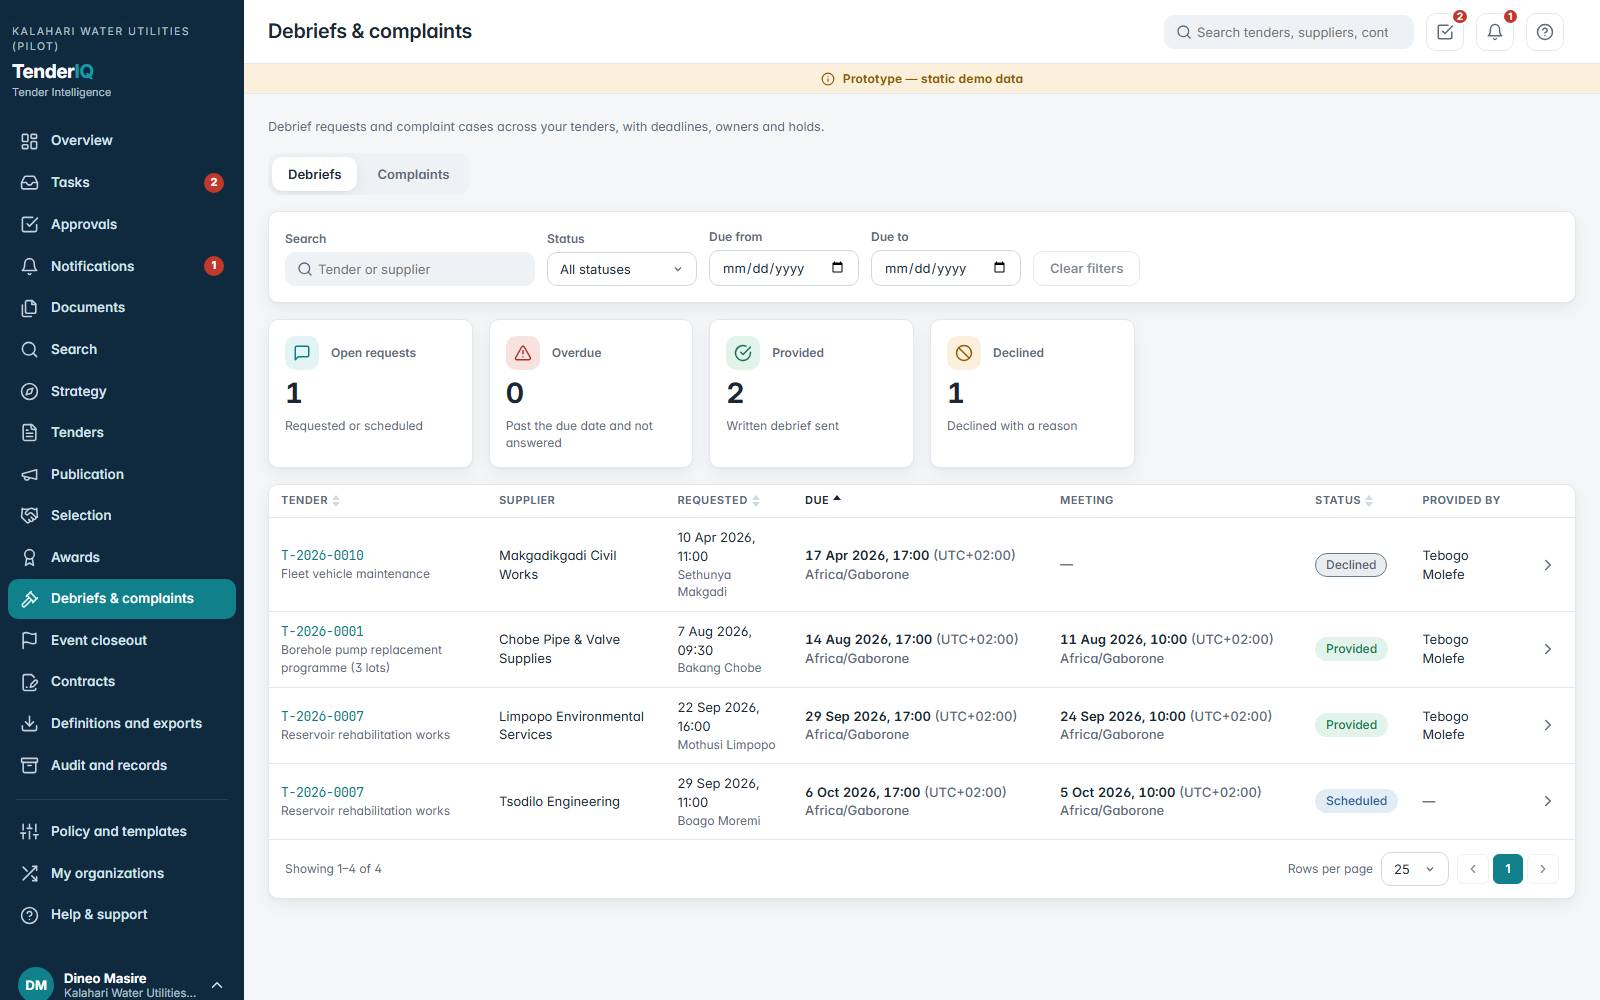 KALAHARI WATER UTILITIES
(PILOT)
TenderIQ
Tender Intelligence
Overview
Tasks 2
Approvals
Notifications 1
Documents
Search
Strategy
Tenders
Publication
Selection
Awards
Debriefs & complaints
Event closeout
Contracts
Definitions and exports
Audit and records
Policy and templates
My organizations
Help & support
DM Dineo Masire
Kalahari Water Utilities...
Debriefs & complaints
Search tenders, suppliers, cont
2
1
Prototype — static demo data
Debrief requests and complaint cases across your tenders, with deadlines, owners and holds.
Debriefs Complaints
Search Status Due from Due to
Tender or supplier All statuses mm/dd/yyyy mm/dd/yyyy Clear filters
Open requests
1
Requested or scheduled
Overdue
0
Past the due date and not
answered
Provided
2
Written debrief sent
Declined
1
Declined with a reason
TENDER SUPPLIER REQUESTED DUE MEETING STATUS PROVIDED BY
T-2026-0010
Fleet vehicle maintenance
Makgadikgadi Civil
Works
10 Apr 2026,
11:00
Sethunya
Makgadi
17 Apr 2026, 17:00 (UTC+02:00)
Africa/Gaborone
—
Declined
Tebogo
Molefe
T-2026-0001
Borehole pump replacement
programme (3 lots)
Chobe Pipe & Valve
Supplies
7 Aug 2026,
09:30
Bakang Chobe
14 Aug 2026, 17:00 (UTC+02:00)
Africa/Gaborone
11 Aug 2026, 10:00 (UTC+02:00)
Africa/Gaborone
Provided
Tebogo
Molefe
T-2026-0007
Reservoir rehabilitation works
Limpopo Environmental
Services
22 Sep 2026,
16:00
Mothusi Limpopo
29 Sep 2026, 17:00 (UTC+02:00)
Africa/Gaborone
24 Sep 2026, 10:00 (UTC+02:00)
Africa/Gaborone
Provided
Tebogo
Molefe
T-2026-0007
Reservoir rehabilitation works
Tsodilo Engineering
29 Sep 2026,
11:00
Boago Moremi
6 Oct 2026, 17:00 (UTC+02:00)
Africa/Gaborone
5 Oct 2026, 10:00 (UTC+02:00)
Africa/Gaborone
Scheduled
—
Showing 1–4 of 4
Rows per page 25 1